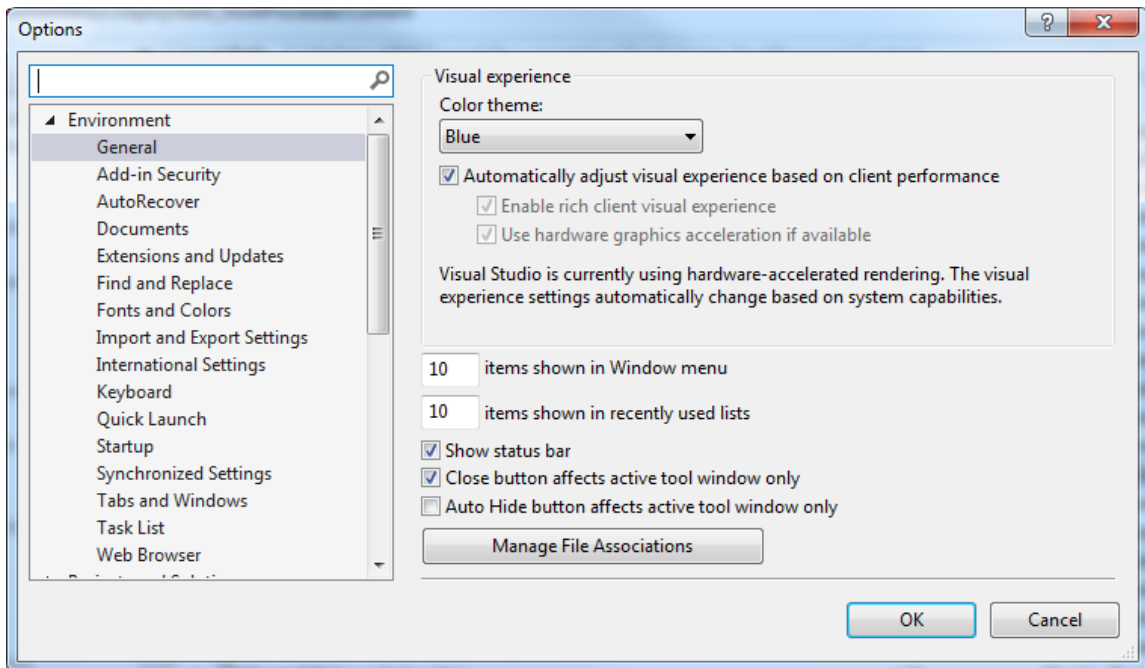 Options
Environment
General
Add-in Security
AutoRecover
Documents
Extensions and Updates
Find and Replace
Fonts and Colors
Import and Export Settings
International Settings
Keyboard
Quick Launch
Startup
Synchronized Settings
Tabs and Windows
Task List
Web Browser
Visual experience
Color theme:
Blue
Automatically adjust visual experience based on client performance
Enable rich client visual experience
Use hardware graphics acceleration if available
Visual Studio is currently using hardware-accelerated rendering. The visual
experience settings automatically change based on system capabilities.
10 items shown in Window menu
10 items shown in recently used lists
Show status bar
Close button affects active tool window only
Auto Hide button affects active tool window only
Manage File Associations
OK Cancel